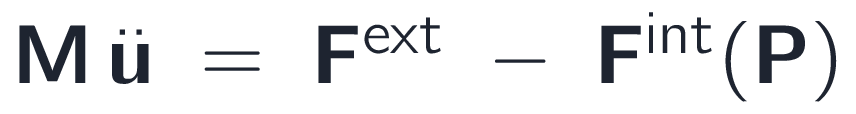 M ü = F^ext − F^int(P)